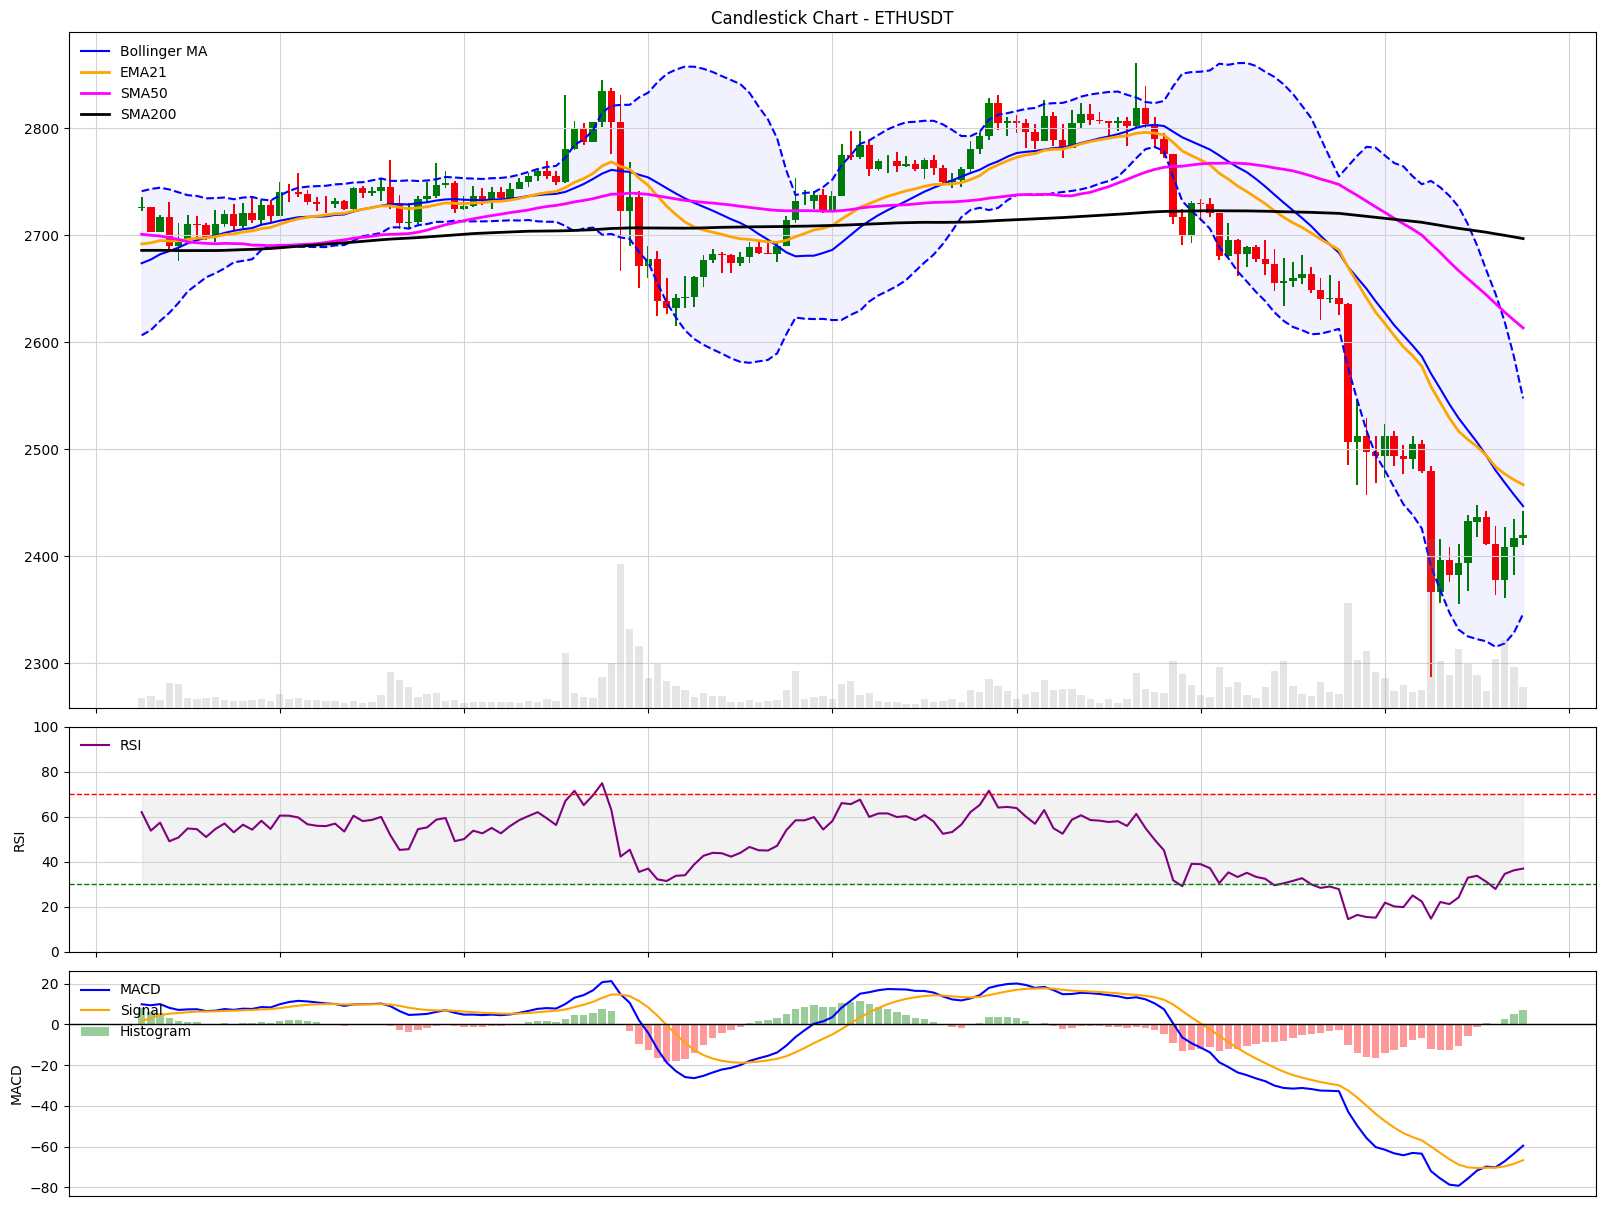 Candlestick Chart - ETHUSDT
Bollinger MA
EMA21
SMA50
SMA200
2800
2700
2600
2500
2400
2300
100
80
60
40
20
0
RSI
RSI
20
0
−20
−40
−60
−80
MACD
MACD
Signal
Histogram